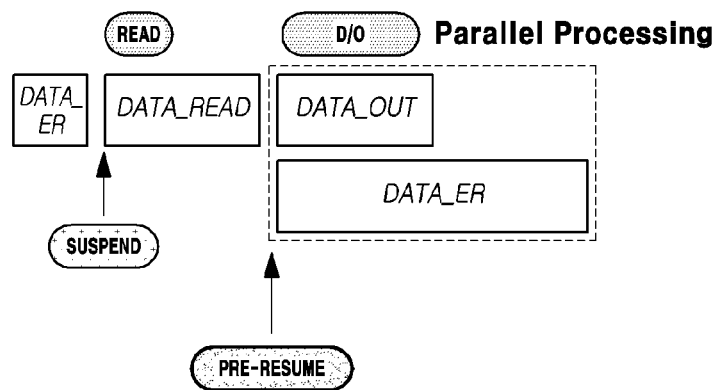 READ
D/O
Parallel Processing
DATA_
ER
DATA_READ
DATA_OUT
DATA_ER
SUSPEND
PRE-RESUME